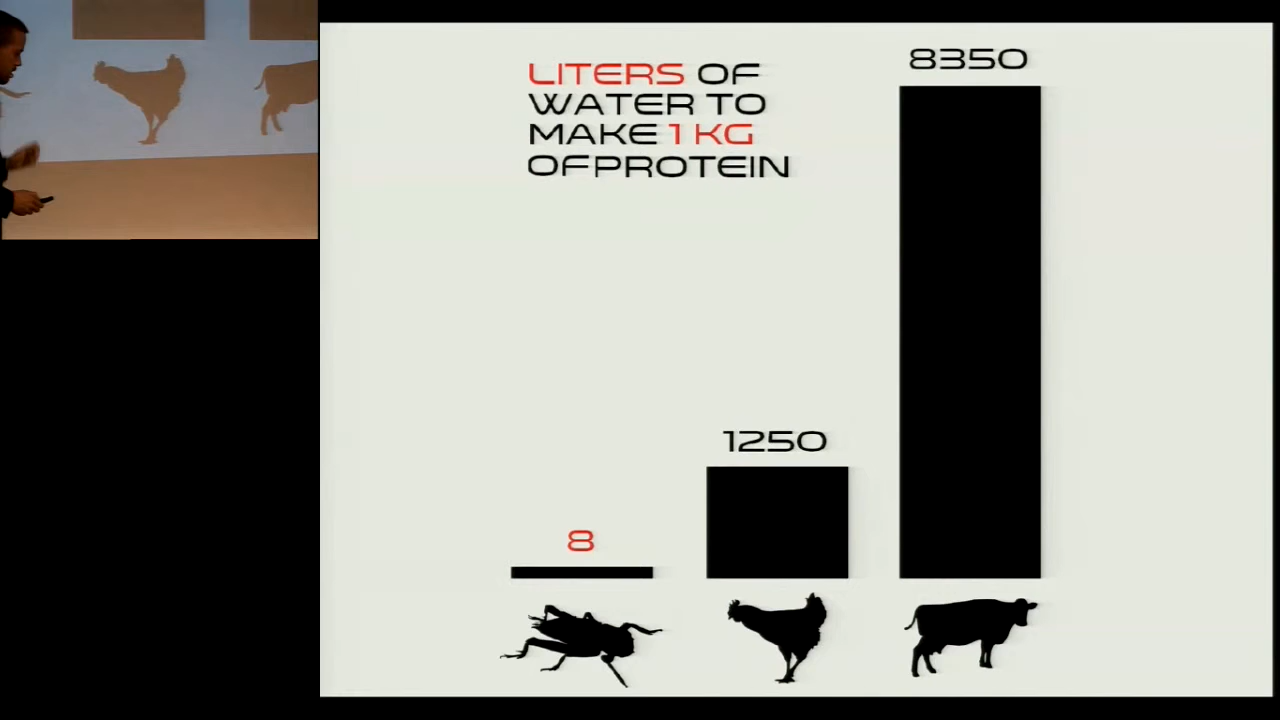 LITERS OF
WATER TO
MAKE 1 KG
OFPROTEIN
8350
1250
8